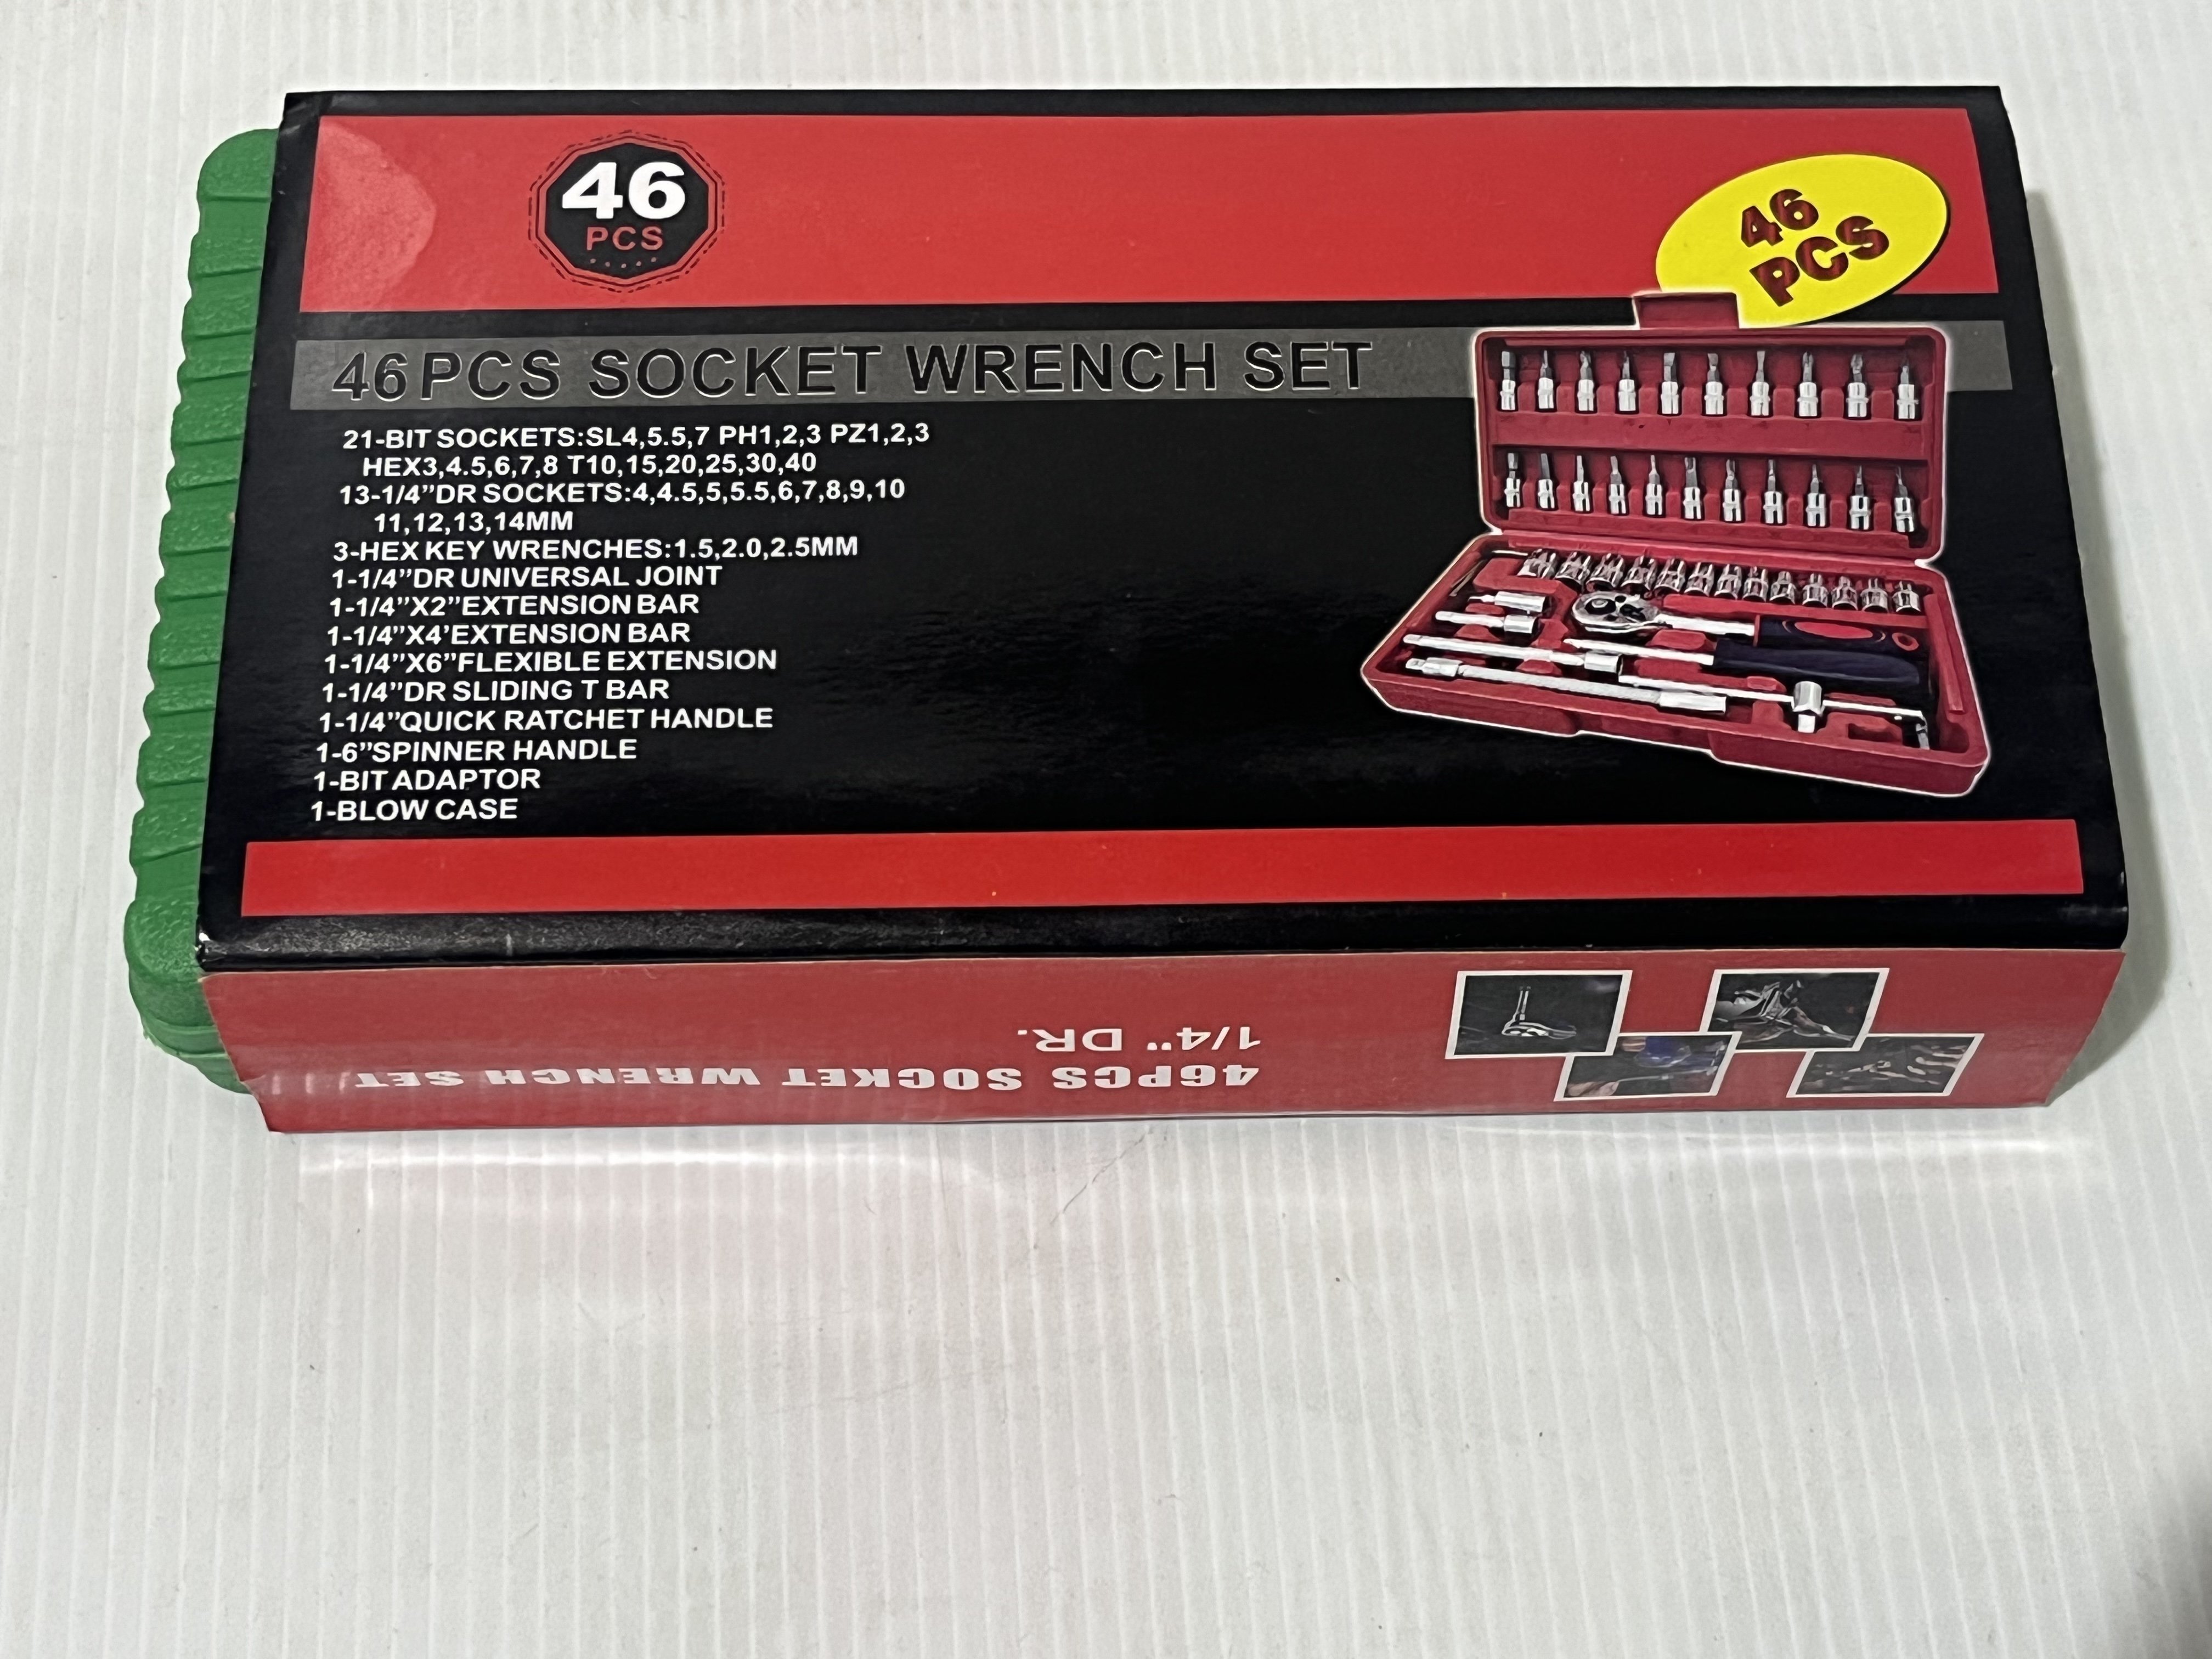 46
PCS
46
PCS
46PCS SOCKET WRENCH SET
21-BIT SOCKETS:SL4,5.5,7 PH1,2,3 PZ1,2,3
HEX3,4.5,6,7,8 T10,15,20,25,30,40
13-1/4”DR SOCKETS:4,4.5,5,5.5,6,7,8,9,10
11,12,13,14MM
3-HEX KEY WRENCHES:1.5,2.0,2.5MM
1-1/4”DR UNIVERSAL JOINT
1-1/4”X2”EXTENSION BAR
1-1/4”X4’EXTENSION BAR
1-1/4”X6”FLEXIBLE EXTENSION
1-1/4”DR SLIDING T BAR
1-1/4”QUICK RATCHET HANDLE
1-6”SPINNER HANDLE
1-BIT ADAPTOR
1-BLOW CASE
46PCS SOCKET WRENCH SET
1/4" DR.